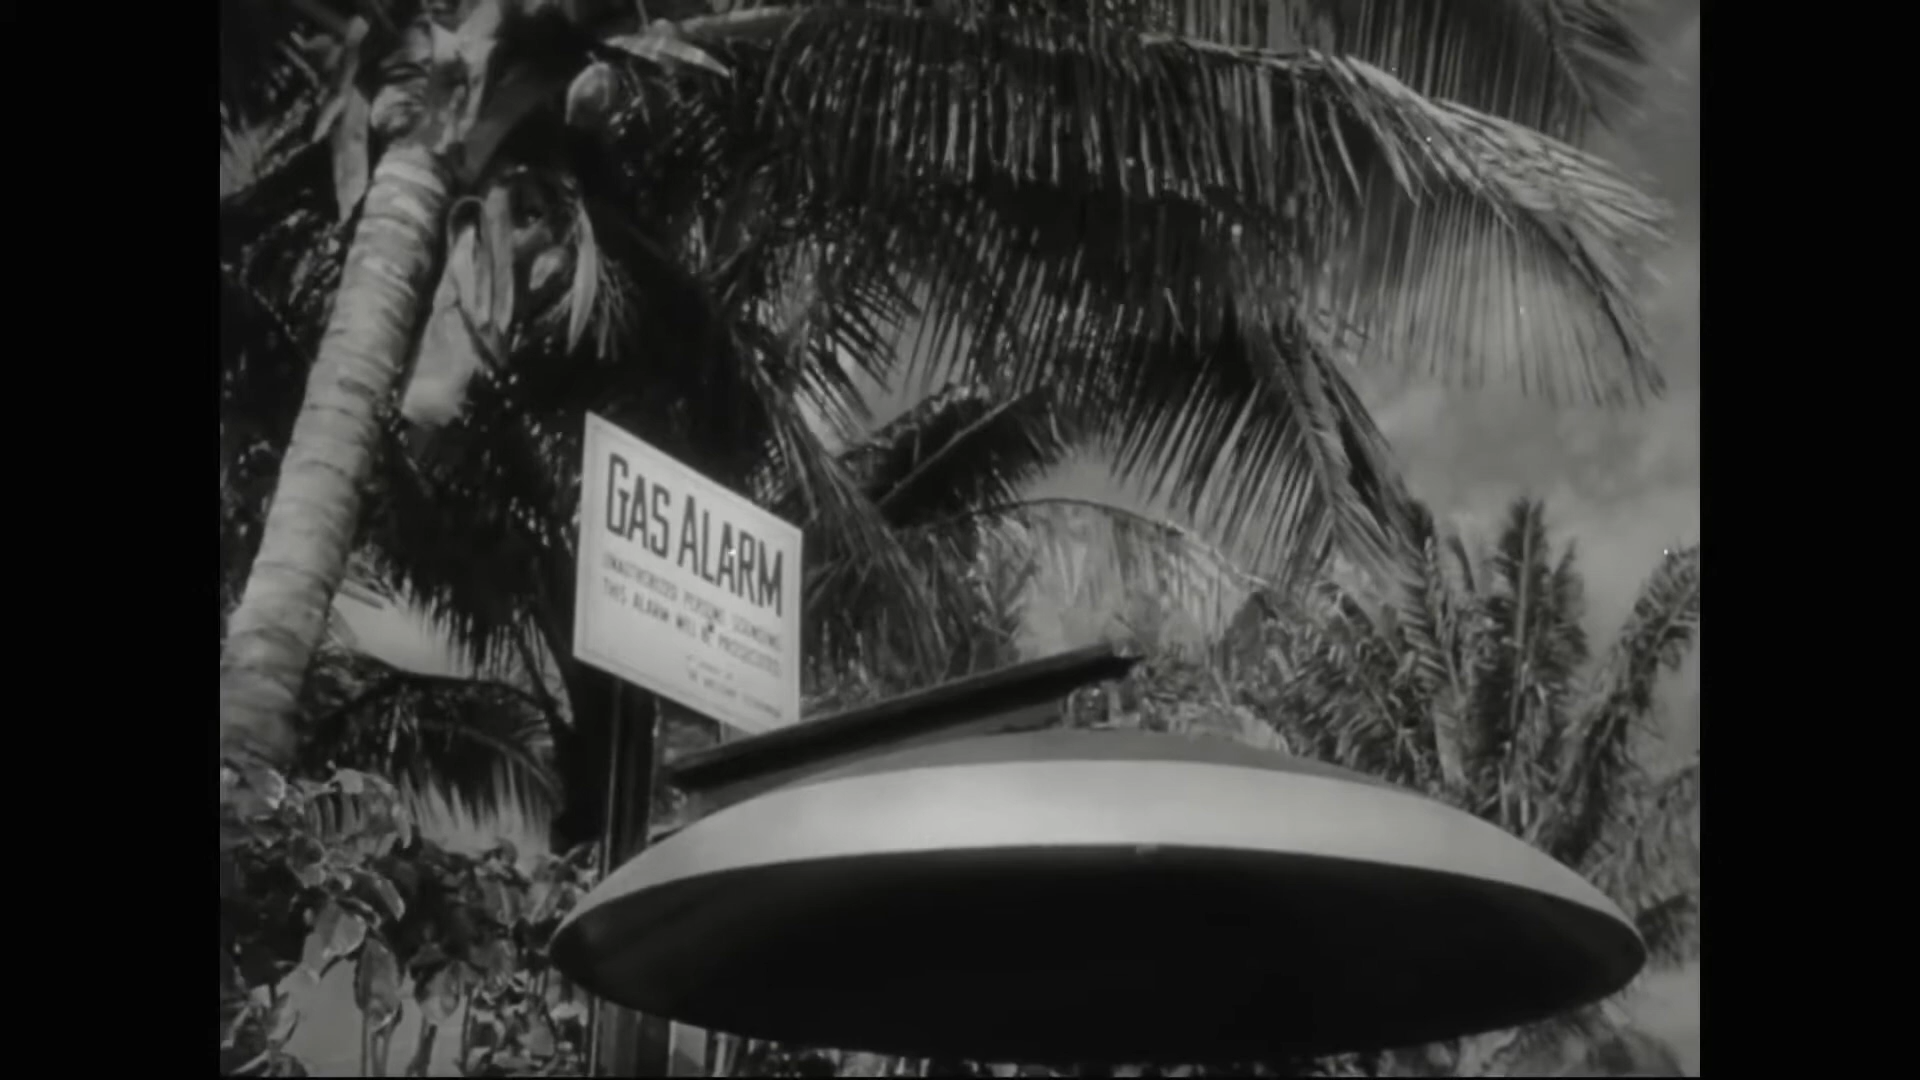 GAS ALARM
UNAUTHORIZED PERSONS SOUNDING
THIS ALARM WILL BE PROSECUTED